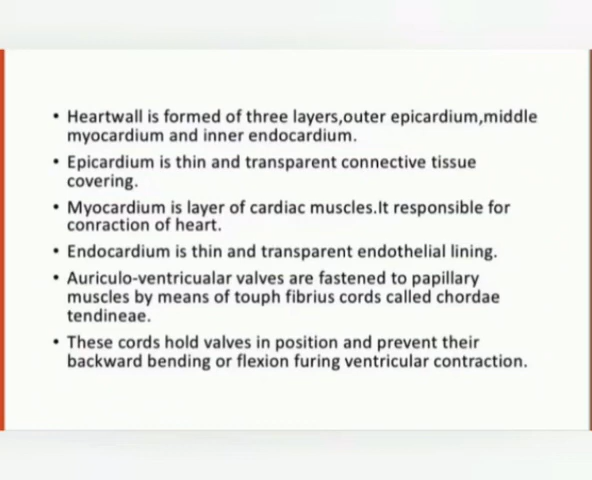 • Heartwall is formed of three layers,outer epicardium,middle
myocardium and inner endocardium.
• Epicardium is thin and transparent connective tissue
covering.
• Myocardium is layer of cardiac muscles.It responsible for
conraction of heart.
• Endocardium is thin and transparent endothelial lining.
• Auriculo-ventricualar valves are fastened to papillary
muscles by means of touph fibrius cords called chordae
tendineae.
• These cords hold valves in position and prevent their
backward bending or flexion furing ventricular contraction.